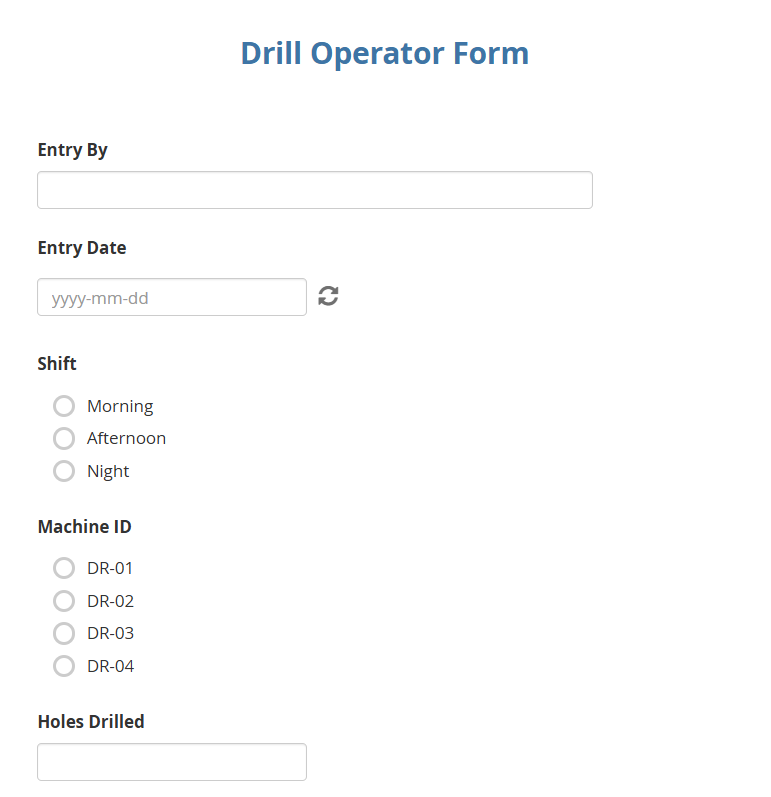 Drill Operator Form
Entry By
Entry Date
yyyy-mm-dd
Shift
Morning
Afternoon
Night
Machine ID
DR-01
DR-02
DR-03
DR-04
Holes Drilled